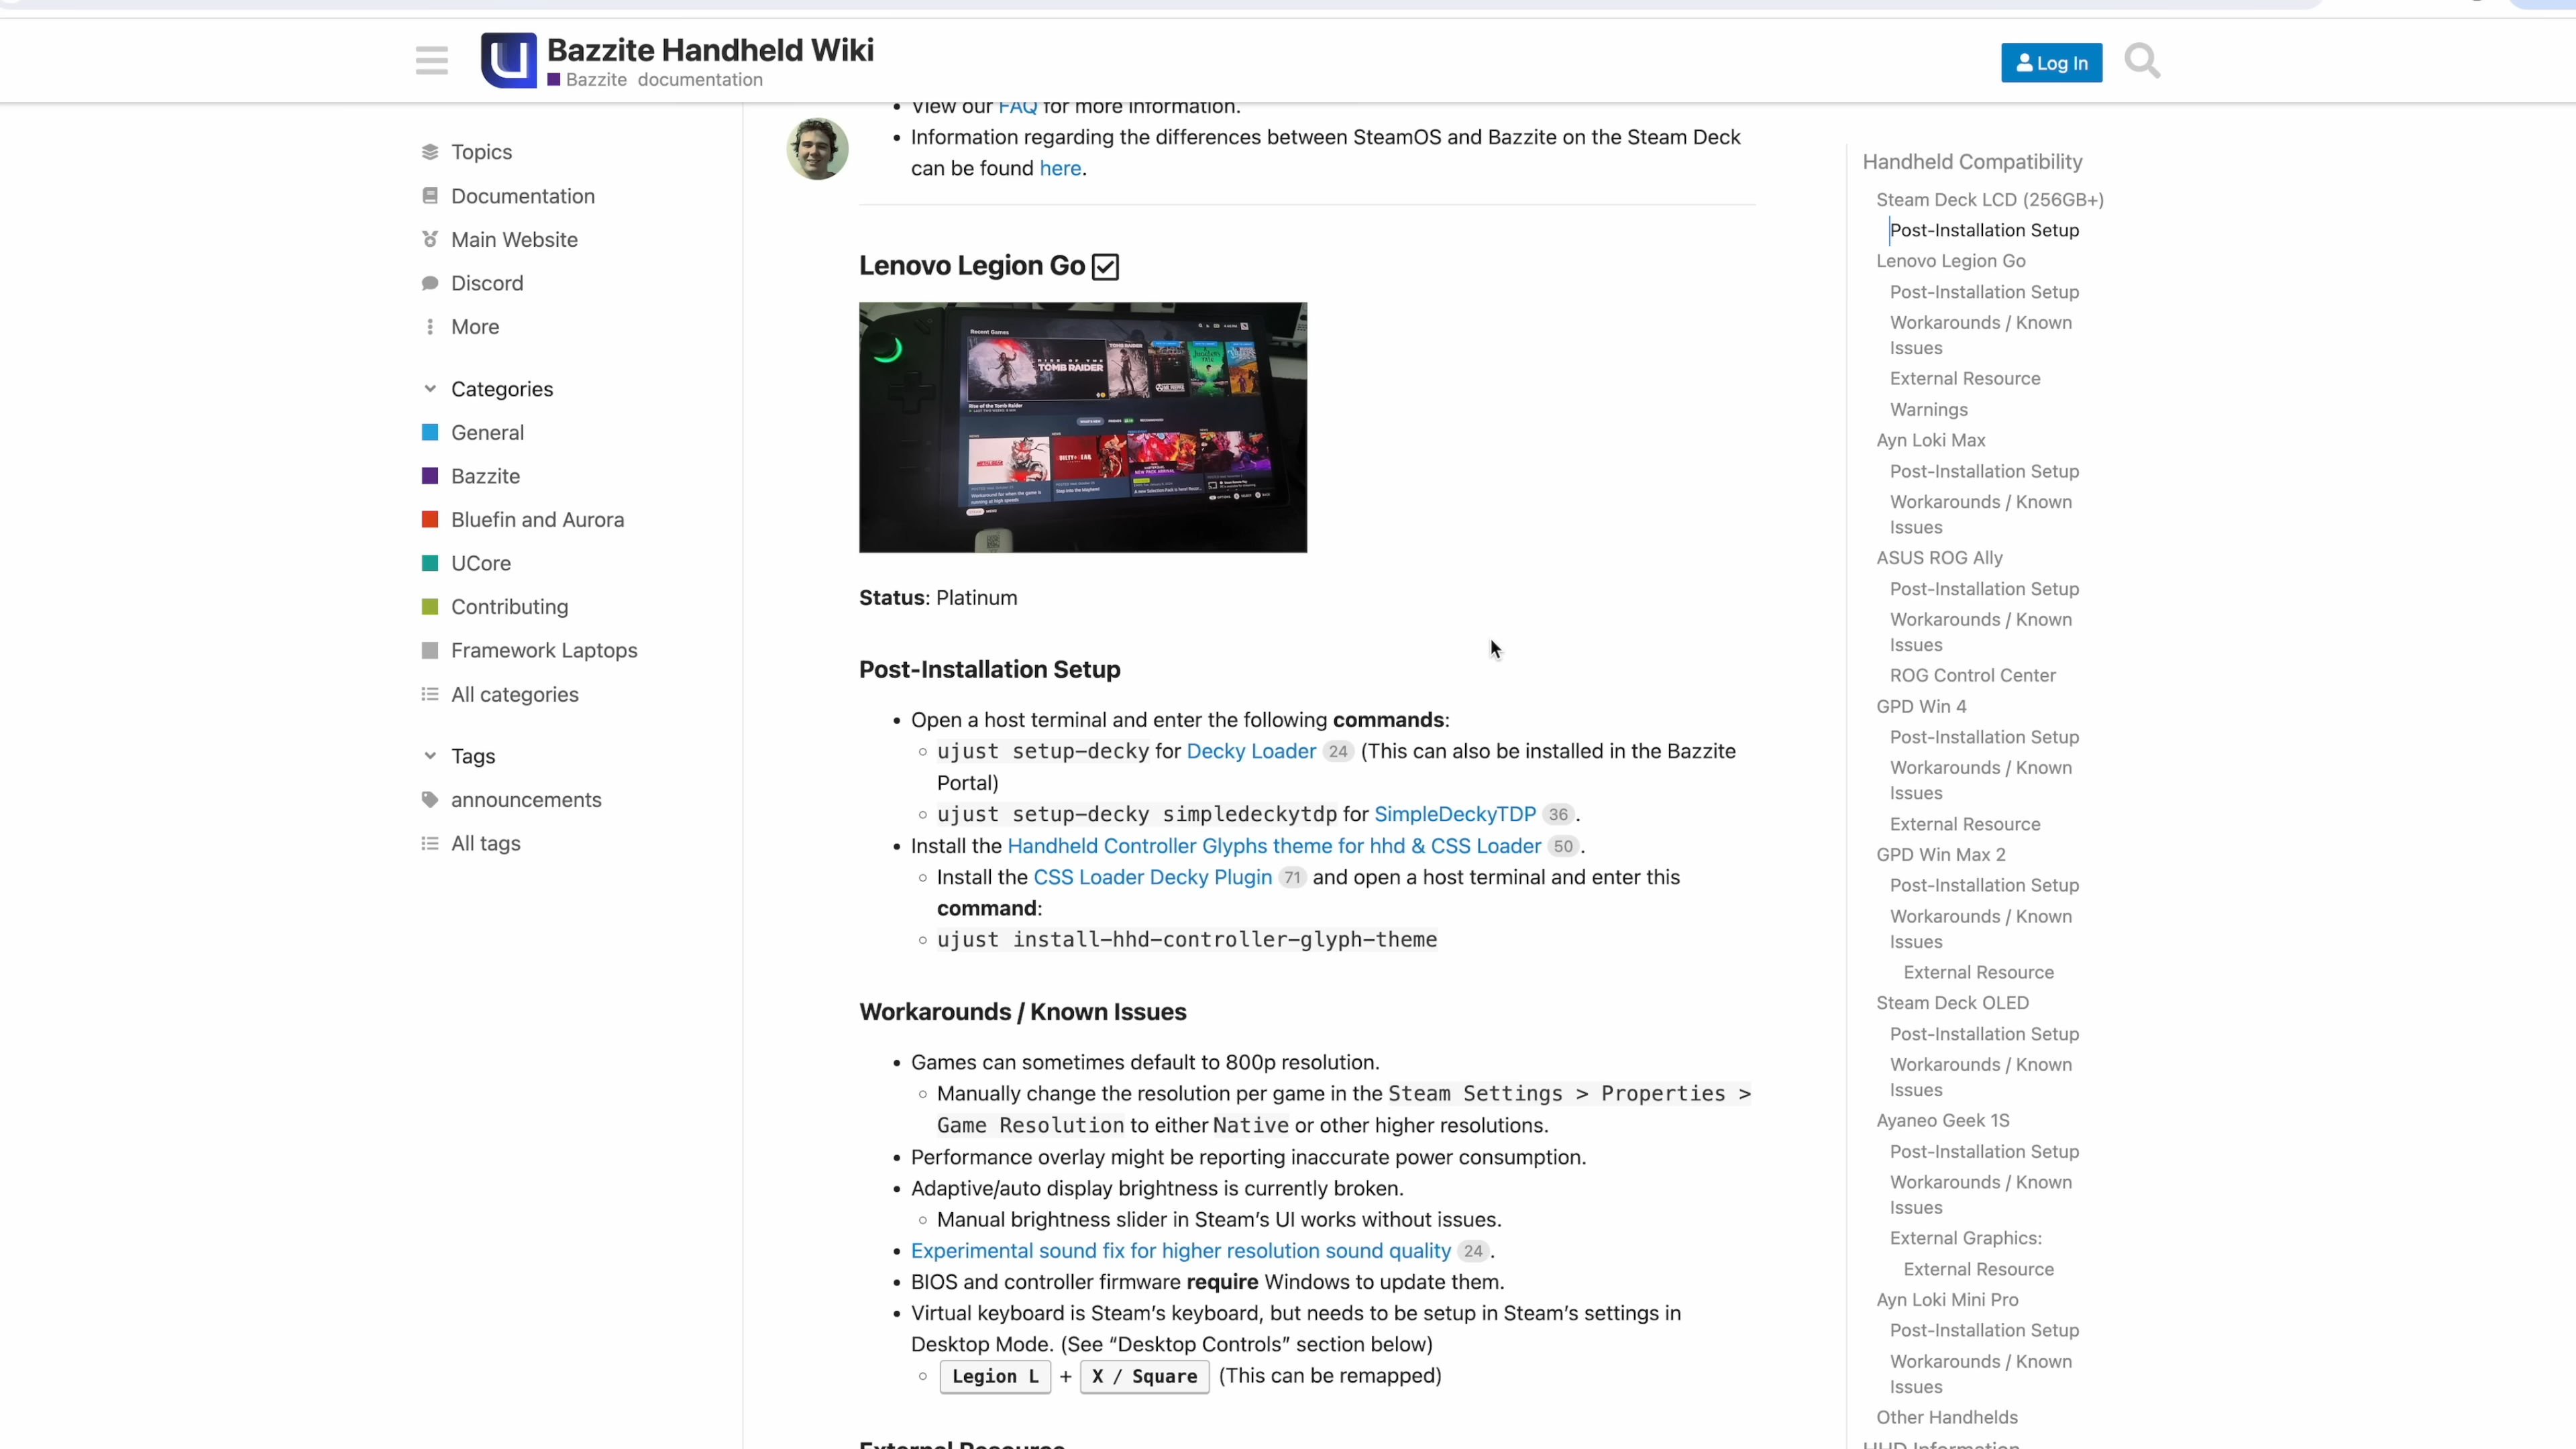 Bazzite Handheld Wiki
Bazzite documentation
Log In
Topics
Documentation
Main Website
Discord
More
Categories
General
Bazzite
Bluefin and Aurora
UCore
Contributing
Framework Laptops
All categories
Tags
announcements
All tags
• View our FAQ for more information.
• Information regarding the differences between SteamOS and Bazzite on the Steam Deck
can be found here.
Lenovo Legion Go
Recent Games
RISE OF THE
TOMB RAIDER
Rise of the Tomb Raider
Status: Platinum
Post-Installation Setup
• Open a host terminal and enter the following commands:
○ ujust setup-decky for Decky Loader 24 (This can also be installed in the Bazzite
Portal)
○ ujust setup-decky simpledeckytdp for SimpleDeckyTDP 36 .
• Install the Handheld Controller Glyphs theme for hhd & CSS Loader 50 .
○ Install the CSS Loader Decky Plugin 71 and open a host terminal and enter this
command:
○ ujust install-hhd-controller-glyph-theme
Workarounds / Known Issues
• Games can sometimes default to 800p resolution.
○ Manually change the resolution per game in the Steam Settings > Properties >
Game Resolution to either Native or other higher resolutions.
• Performance overlay might be reporting inaccurate power consumption.
• Adaptive/auto display brightness is currently broken.
○ Manual brightness slider in Steam's UI works without issues.
• Experimental sound fix for higher resolution sound quality 24 .
• BIOS and controller firmware require Windows to update them.
• Virtual keyboard is Steam's keyboard, but needs to be setup in Steam's settings in
Desktop Mode. (See “Desktop Controls” section below)
○ Legion L + X / Square (This can be remapped)
External Resource
Handheld Compatibility
Steam Deck LCD (256GB+)
Post-Installation Setup
Lenovo Legion Go
Post-Installation Setup
Workarounds / Known
Issues
External Resource
Warnings
Ayn Loki Max
Post-Installation Setup
Workarounds / Known
Issues
ASUS ROG Ally
Post-Installation Setup
Workarounds / Known
Issues
ROG Control Center
GPD Win 4
Post-Installation Setup
Workarounds / Known
Issues
External Resource
GPD Win Max 2
Post-Installation Setup
Workarounds / Known
Issues
External Resource
Steam Deck OLED
Post-Installation Setup
Workarounds / Known
Issues
Ayaneo Geek 1S
Post-Installation Setup
Workarounds / Known
Issues
External Graphics:
External Resource
Ayn Loki Mini Pro
Post-Installation Setup
Workarounds / Known
Issues
Other Handhelds
HHD Information